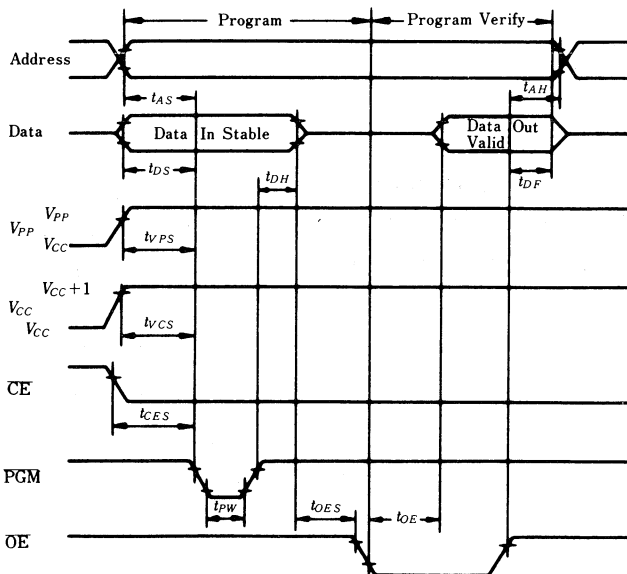 Program Program Verify
Address
tAS tAH
Data Data In Stable Data Out
Valid
tDS tDH tDF
VPP
VPP
VCC
tVPS
VCC+1
VCC
VCC
tVCS
CE
tCES
PGM
tPW tOES tOE
OE